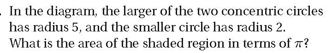 . In the diagram, the larger of the two concentric circles
has radius 5, and the smaller circle has radius 2.
What is the area of the shaded region in terms of π?